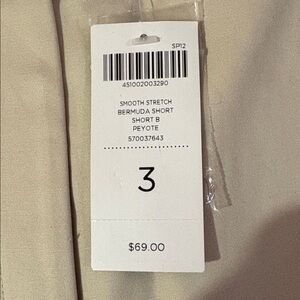 SP12
451002003290
SMOOTH STRETCH
BERMUDA SHORT
SHORT B
PEYOTE
570037643
3
$69.00